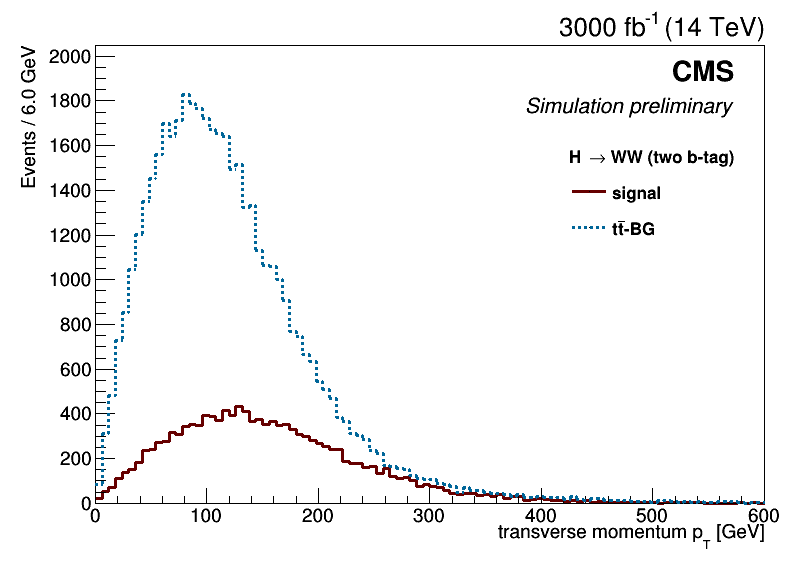 3000 fb⁻¹ (14 TeV)
Events / 6.0 GeV
2000
1800
1600
1400
1200
1000
800
600
400
200
0
CMS
Simulation preliminary
H → WW (two b-tag)
signal
tt̄-BG
0 100 200 300 400 500 600
transverse momentum p_T [GeV]